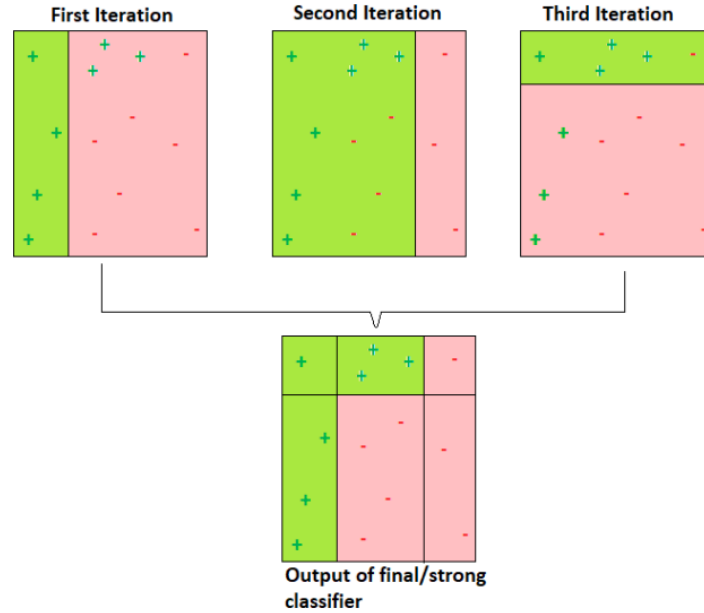 First Iteration
Second Iteration
Third Iteration
Output of final/strong
classifier